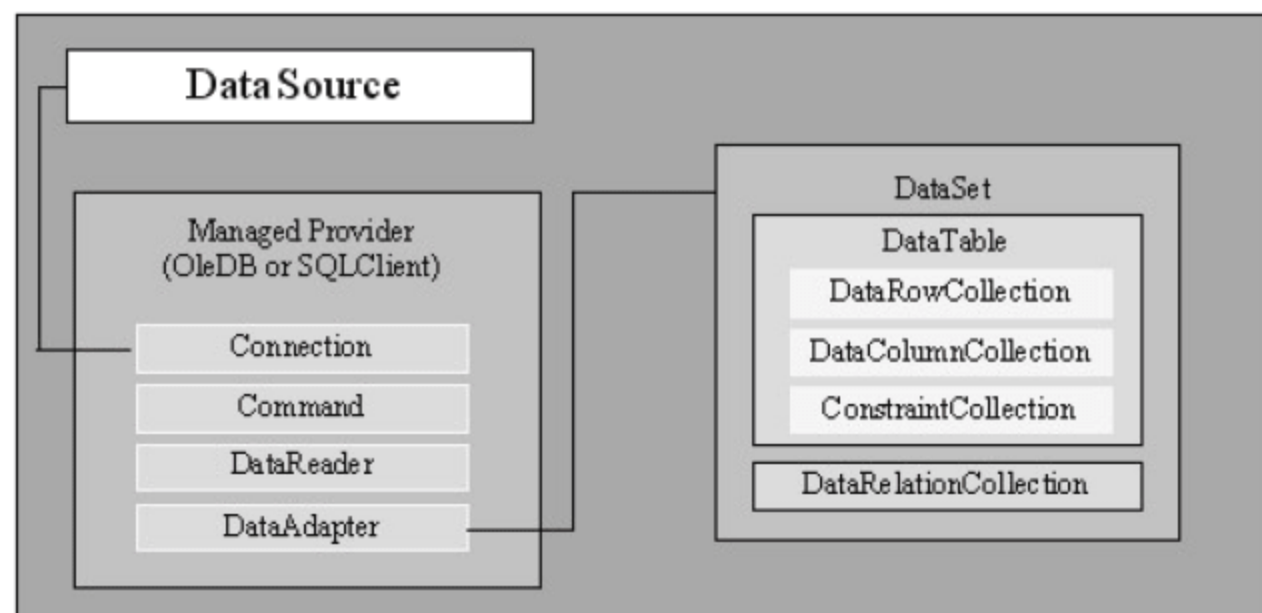 DataSource
Managed Provider
(OleDB or SQLClient)
Connection
Command
DataReader
DataAdapter
DataSet
DataTable
DataRowCollection
DataColumnCollection
ConstraintCollection
DataRelationCollection